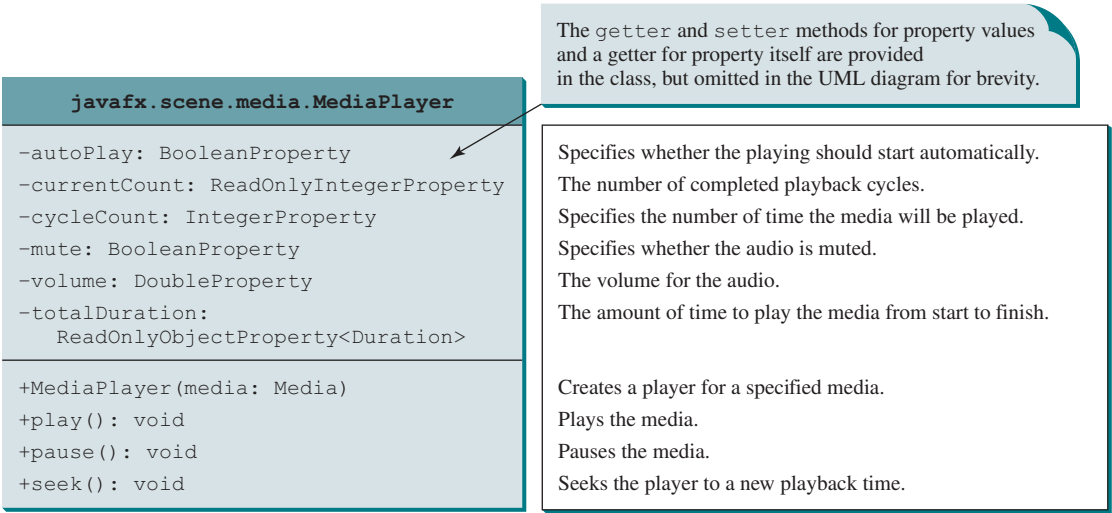 The getter and setter methods for property values
and a getter for property itself are provided
in the class, but omitted in the UML diagram for brevity.
javafx.scene.media.MediaPlayer
-autoPlay: BooleanProperty
Specifies whether the playing should start automatically.
-currentCount: ReadOnlyIntegerProperty
The number of completed playback cycles.
-cycleCount: IntegerProperty
Specifies the number of time the media will be played.
-mute: BooleanProperty
Specifies whether the audio is muted.
-volume: DoubleProperty
The volume for the audio.
-totalDuration:
ReadOnlyObjectProperty<Duration>
The amount of time to play the media from start to finish.
+MediaPlayer(media: Media)
Creates a player for a specified media.
+play(): void
Plays the media.
+pause(): void
Pauses the media.
+seek(): void
Seeks the player to a new playback time.